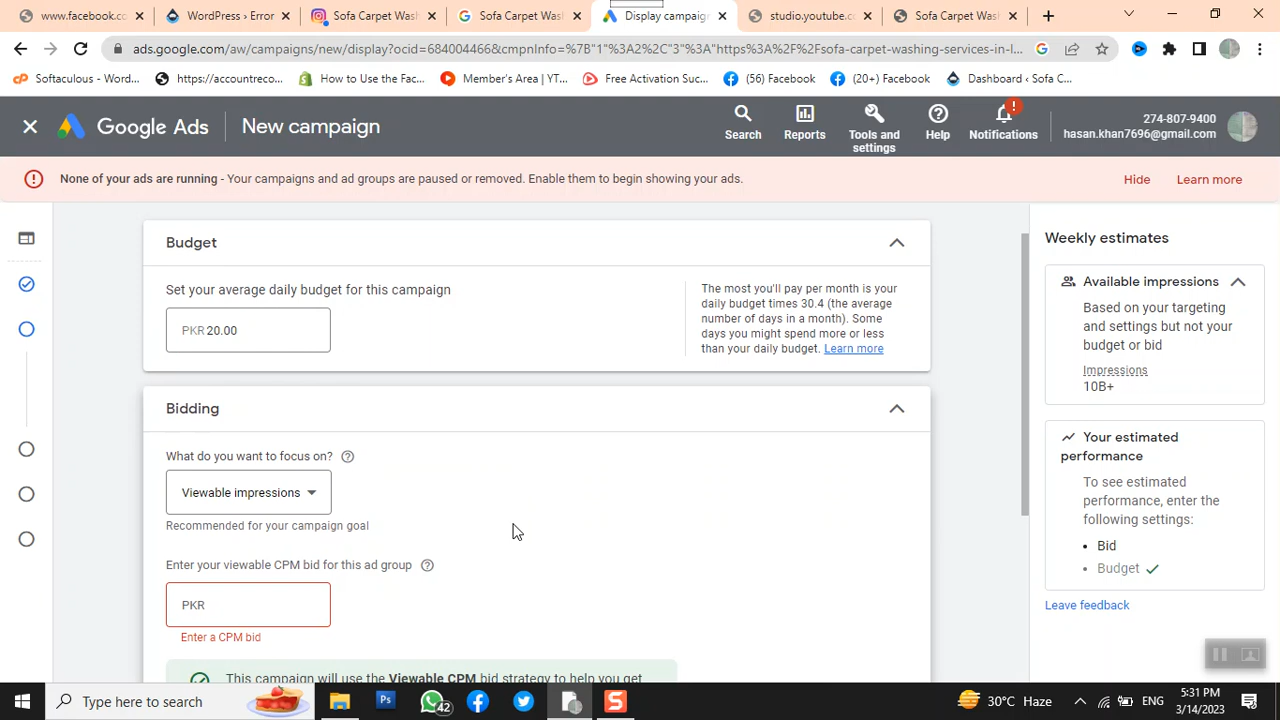 www.facebook.co
WordPress › Error
Sofa Carpet Was
Sofa Carpet Was
Display campaig
studio.youtube.c
Sofa Carpet Was
ads.google.com/aw/campaigns/new/display?ocid=684004466&cmpnInfo=%7B"1"%3A2%2C"3"%3A"https%3A%2F%2Fsofa-carpet-washing-services-in-l...
Softaculous - Word...
https://accountreco...
How to Use the Fac...
Member's Area | YT...
Free Activation Suc...
(56) Facebook
(20+) Facebook
Dashboard ‹ Sofa C...
Google Ads
New campaign
Search
Reports
Tools and
settings
Help
!
Notifications
274-807-9400
hasan.khan7696@gmail.com
None of your ads are running - Your campaigns and ad groups are paused or removed. Enable them to begin showing your ads.
Hide
Learn more
Budget
Set your average daily budget for this campaign
PKR 20.00
The most you'll pay per month is your
daily budget times 30.4 (the average
number of days in a month). Some
days you might spend more or less
than your daily budget. Learn more
Bidding
What do you want to focus on?
Viewable impressions
Recommended for your campaign goal
Enter your viewable CPM bid for this ad group
PKR
Enter a CPM bid
This campaign will use the Viewable CPM bid strategy to help you get
Weekly estimates
Available impressions
Based on your targeting
and settings but not your
budget or bid
Impressions
10B+
Your estimated
performance
To see estimated
performance, enter the
following settings:
• Bid
• Budget
Leave feedback
Type here to search
Ps
42
S
30°C Haze
ENG
5:31 PM
3/14/2023